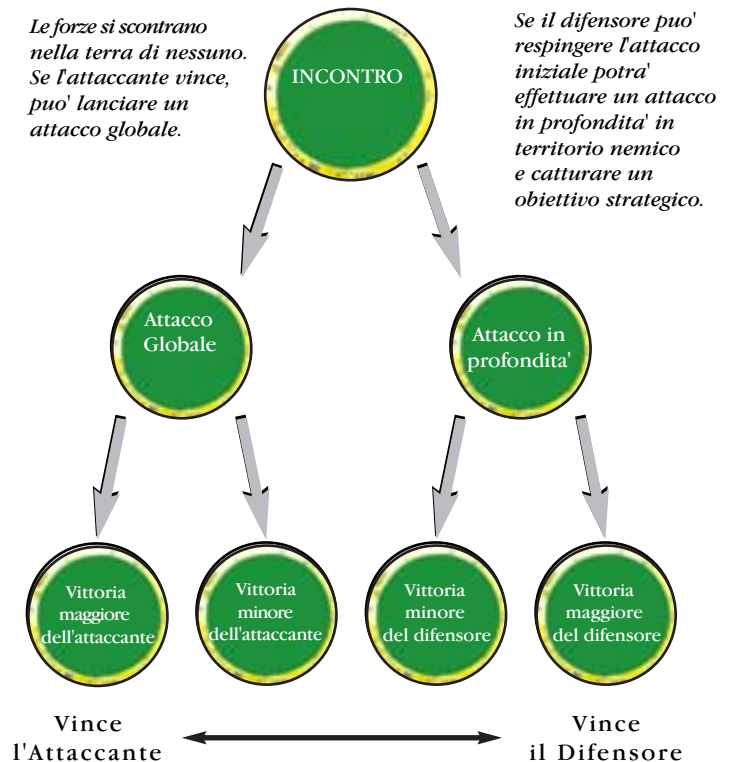 Le forze si scontrano
nella terra di nessuno.
Se l'attaccante vince,
puo' lanciare un
attacco globale.
INCONTRO
Se il difensore puo'
respingere l'attacco
iniziale potra'
effettuare un attacco
in profondita' in
territorio nemico
e catturare un
obiettivo strategico.
Attacco
Globale
Attacco in
profondita'
Vittoria
maggiore
dell'attaccante
Vittoria
minore
dell'attaccante
Vittoria
minore
del difensore
Vittoria
maggiore
del difensore
Vince
l'Attaccante
Vince
il Difensore